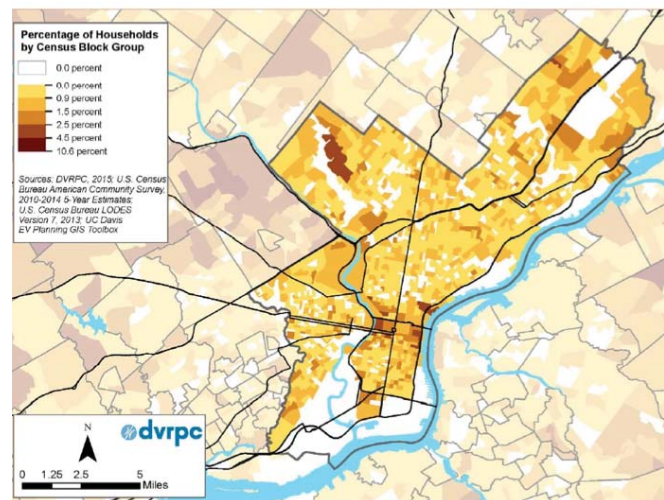 Percentage of Households
by Census Block Group
0.0 percent
0.0 percent
0.9 percent
1.5 percent
2.5 percent
4.5 percent
10.6 percent
Sources: DVRPC, 2015; U.S. Census
Bureau American Community Survey,
2010-2014 5-Year Estimates;
U.S. Census Bureau LODES
Version 7, 2013; UC Davis
EV Planning GIS Toolbox
N
dvrpc
0 1.25 2.5 5
Miles